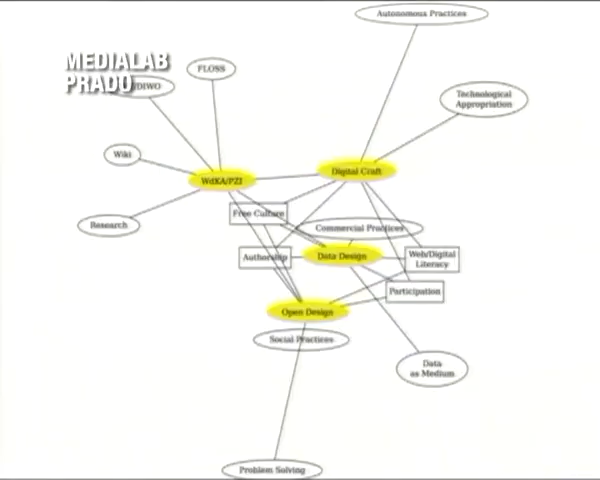 Autonomous Practices
MEDIALAB
PRADO
FLOSS
/DIWO
Technological
Appropriation
Wiki
WdKA/PZI
Digital Craft
Free Culture
Research
Commercial Practices
Authorship
Data Design
Web/Digital
Literacy
Participation
Open Design
Social Practices
Data
as Medium
Problem Solving